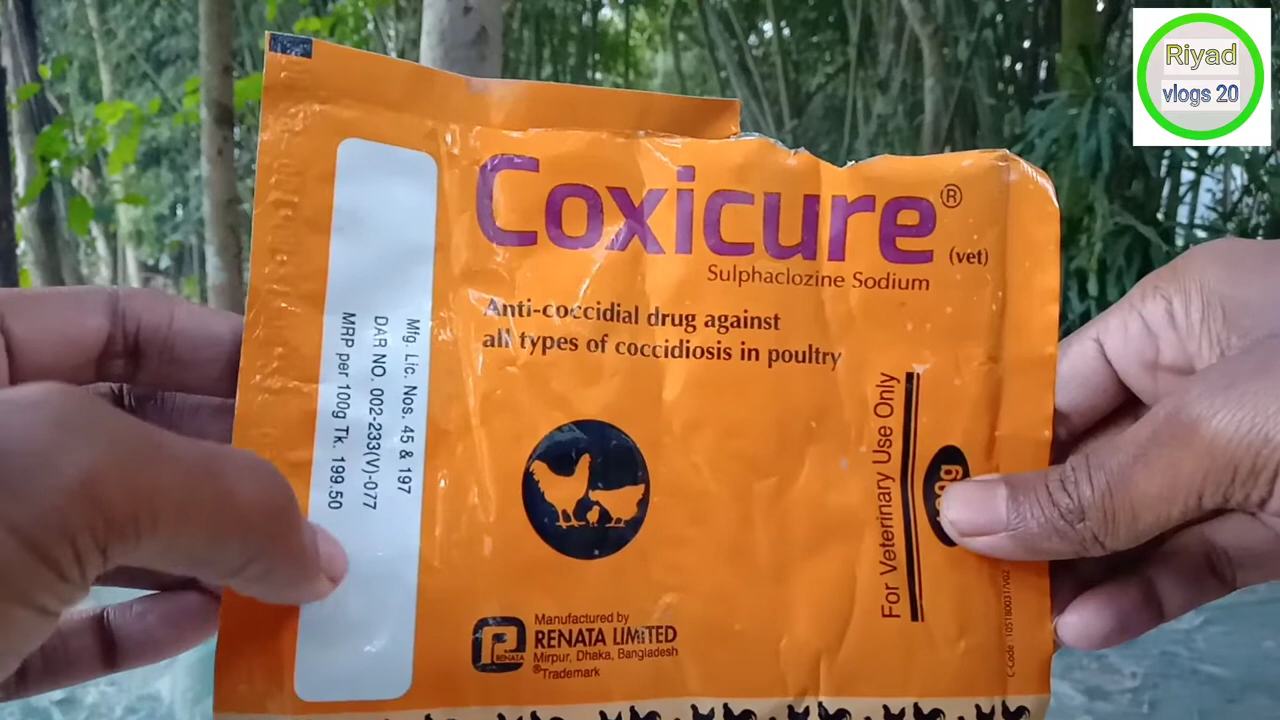 Riyad
vlogs 20
Coxicure®
(vet)
Sulphaclozine Sodium
Anti-coccidial drug against
all types of coccidiosis in poultry
Mfg. Lic. Nos. 45 & 197
DAR NO. 002-233(V)-077
MRP per 100g Tk. 199.50
For Veterinary Use Only
Manufactured by
RENATA LIMITED
Mirpur, Dhaka, Bangladesh
®Trademark
RENATA